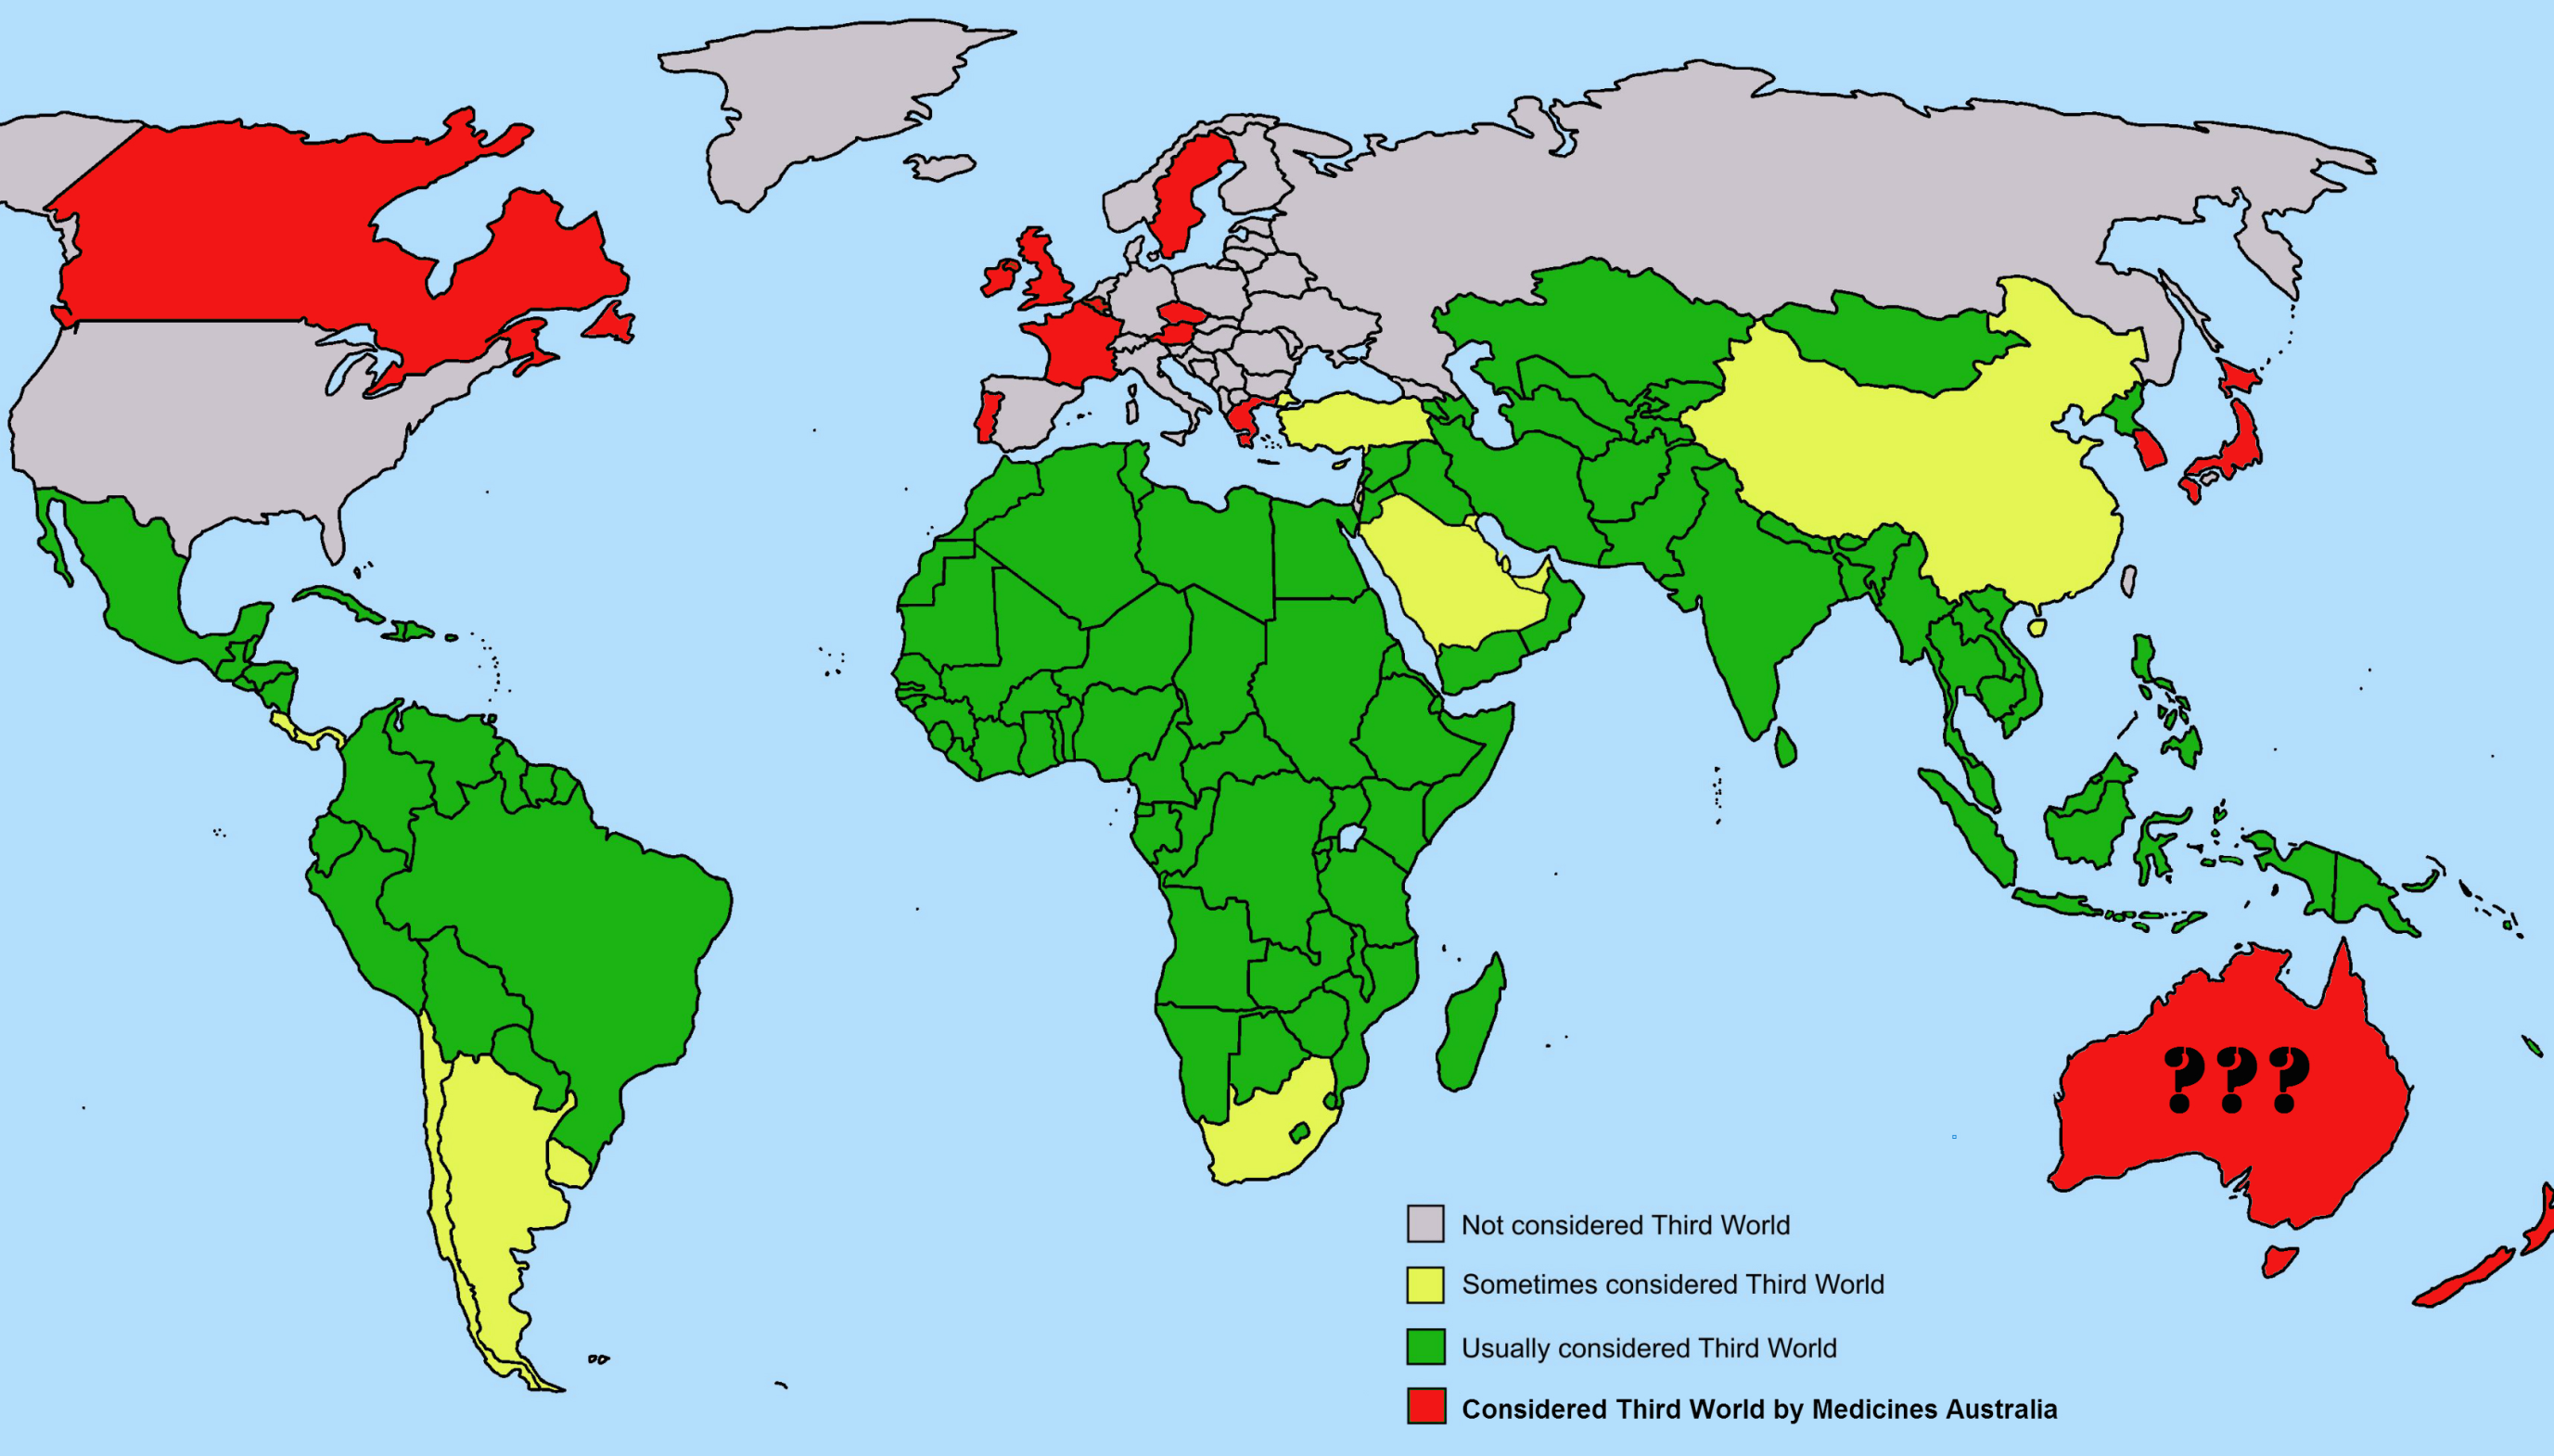 ???
Not considered Third World
Sometimes considered Third World
Usually considered Third World
Considered Third World by Medicines Australia